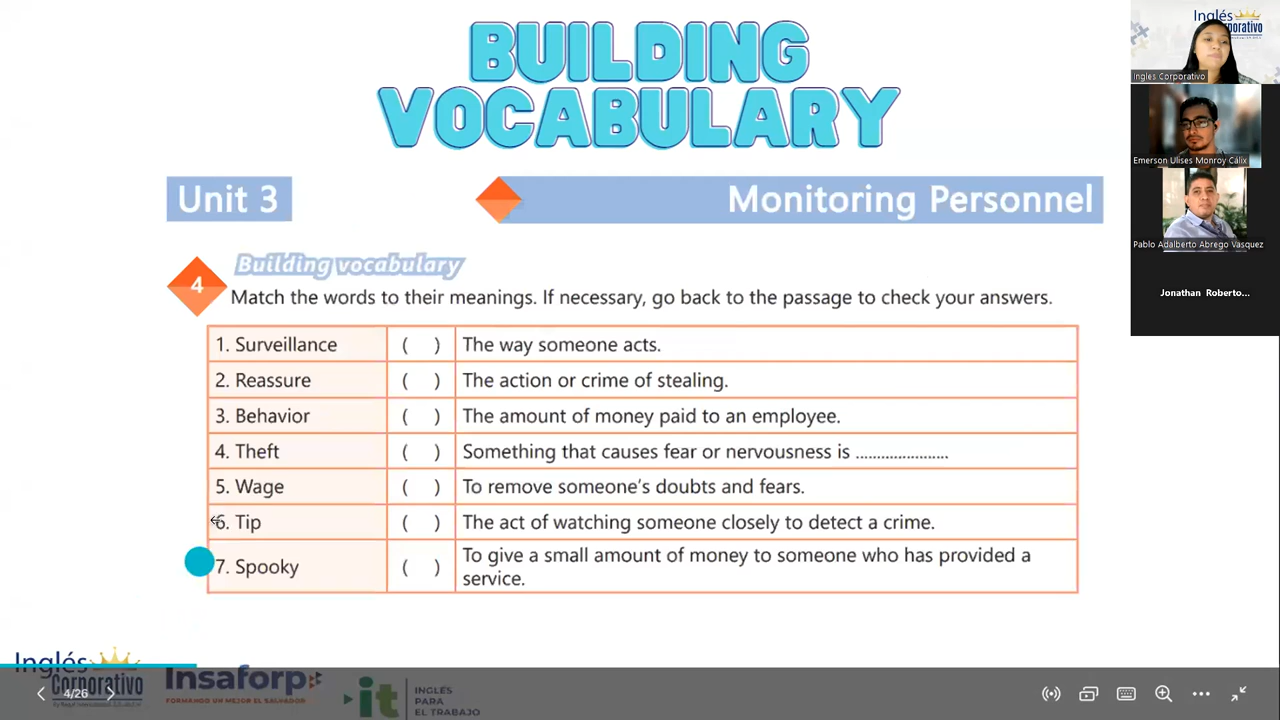 BUILDING
VOCABULARY
Unit 3
Monitoring Personnel
4
Building vocabulary
Match the words to their meanings. If necessary, go back to the passage to check your answers.
1. Surveillance ( ) The way someone acts.
2. Reassure ( ) The action or crime of stealing.
3. Behavior ( ) The amount of money paid to an employee.
4. Theft ( ) Something that causes fear or nervousness is ......................
5. Wage ( ) To remove someone's doubts and fears.
6. Tip ( ) The act of watching someone closely to detect a crime.
7. Spooky ( ) To give a small amount of money to someone who has provided a
service.
Inglés
Corporativo
4/26
Insaforp
FORMANDO UN MEJOR EL SALVADOR
it
INGLÉS
PARA
EL TRABAJO
Inglés
Corporativo
Ingles Corporativo
Emerson Ulises Monroy Cálix
Pablo Adalberto Abrego Vasquez
Jonathan Roberto...